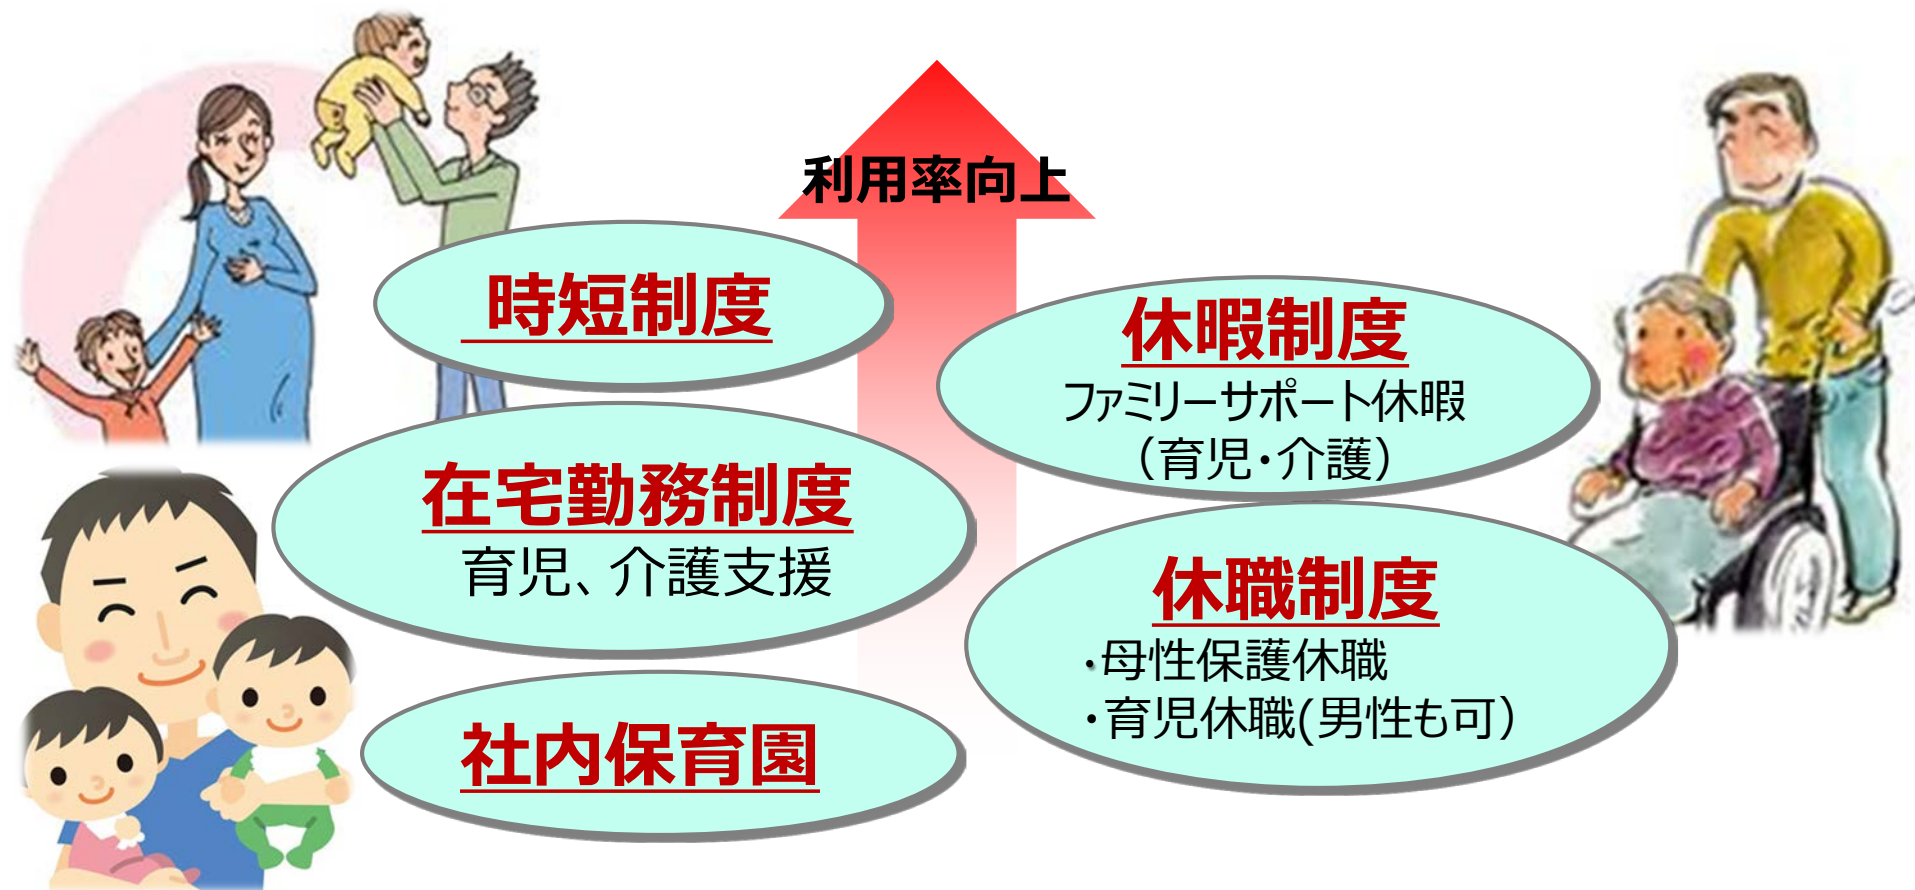 利用率向上
時短制度
在宅勤務制度
育児、介護支援
社内保育園
休暇制度
ファミリーサポート休暇
（育児・介護）
休職制度
・母性保護休職
・育児休職(男性も可）